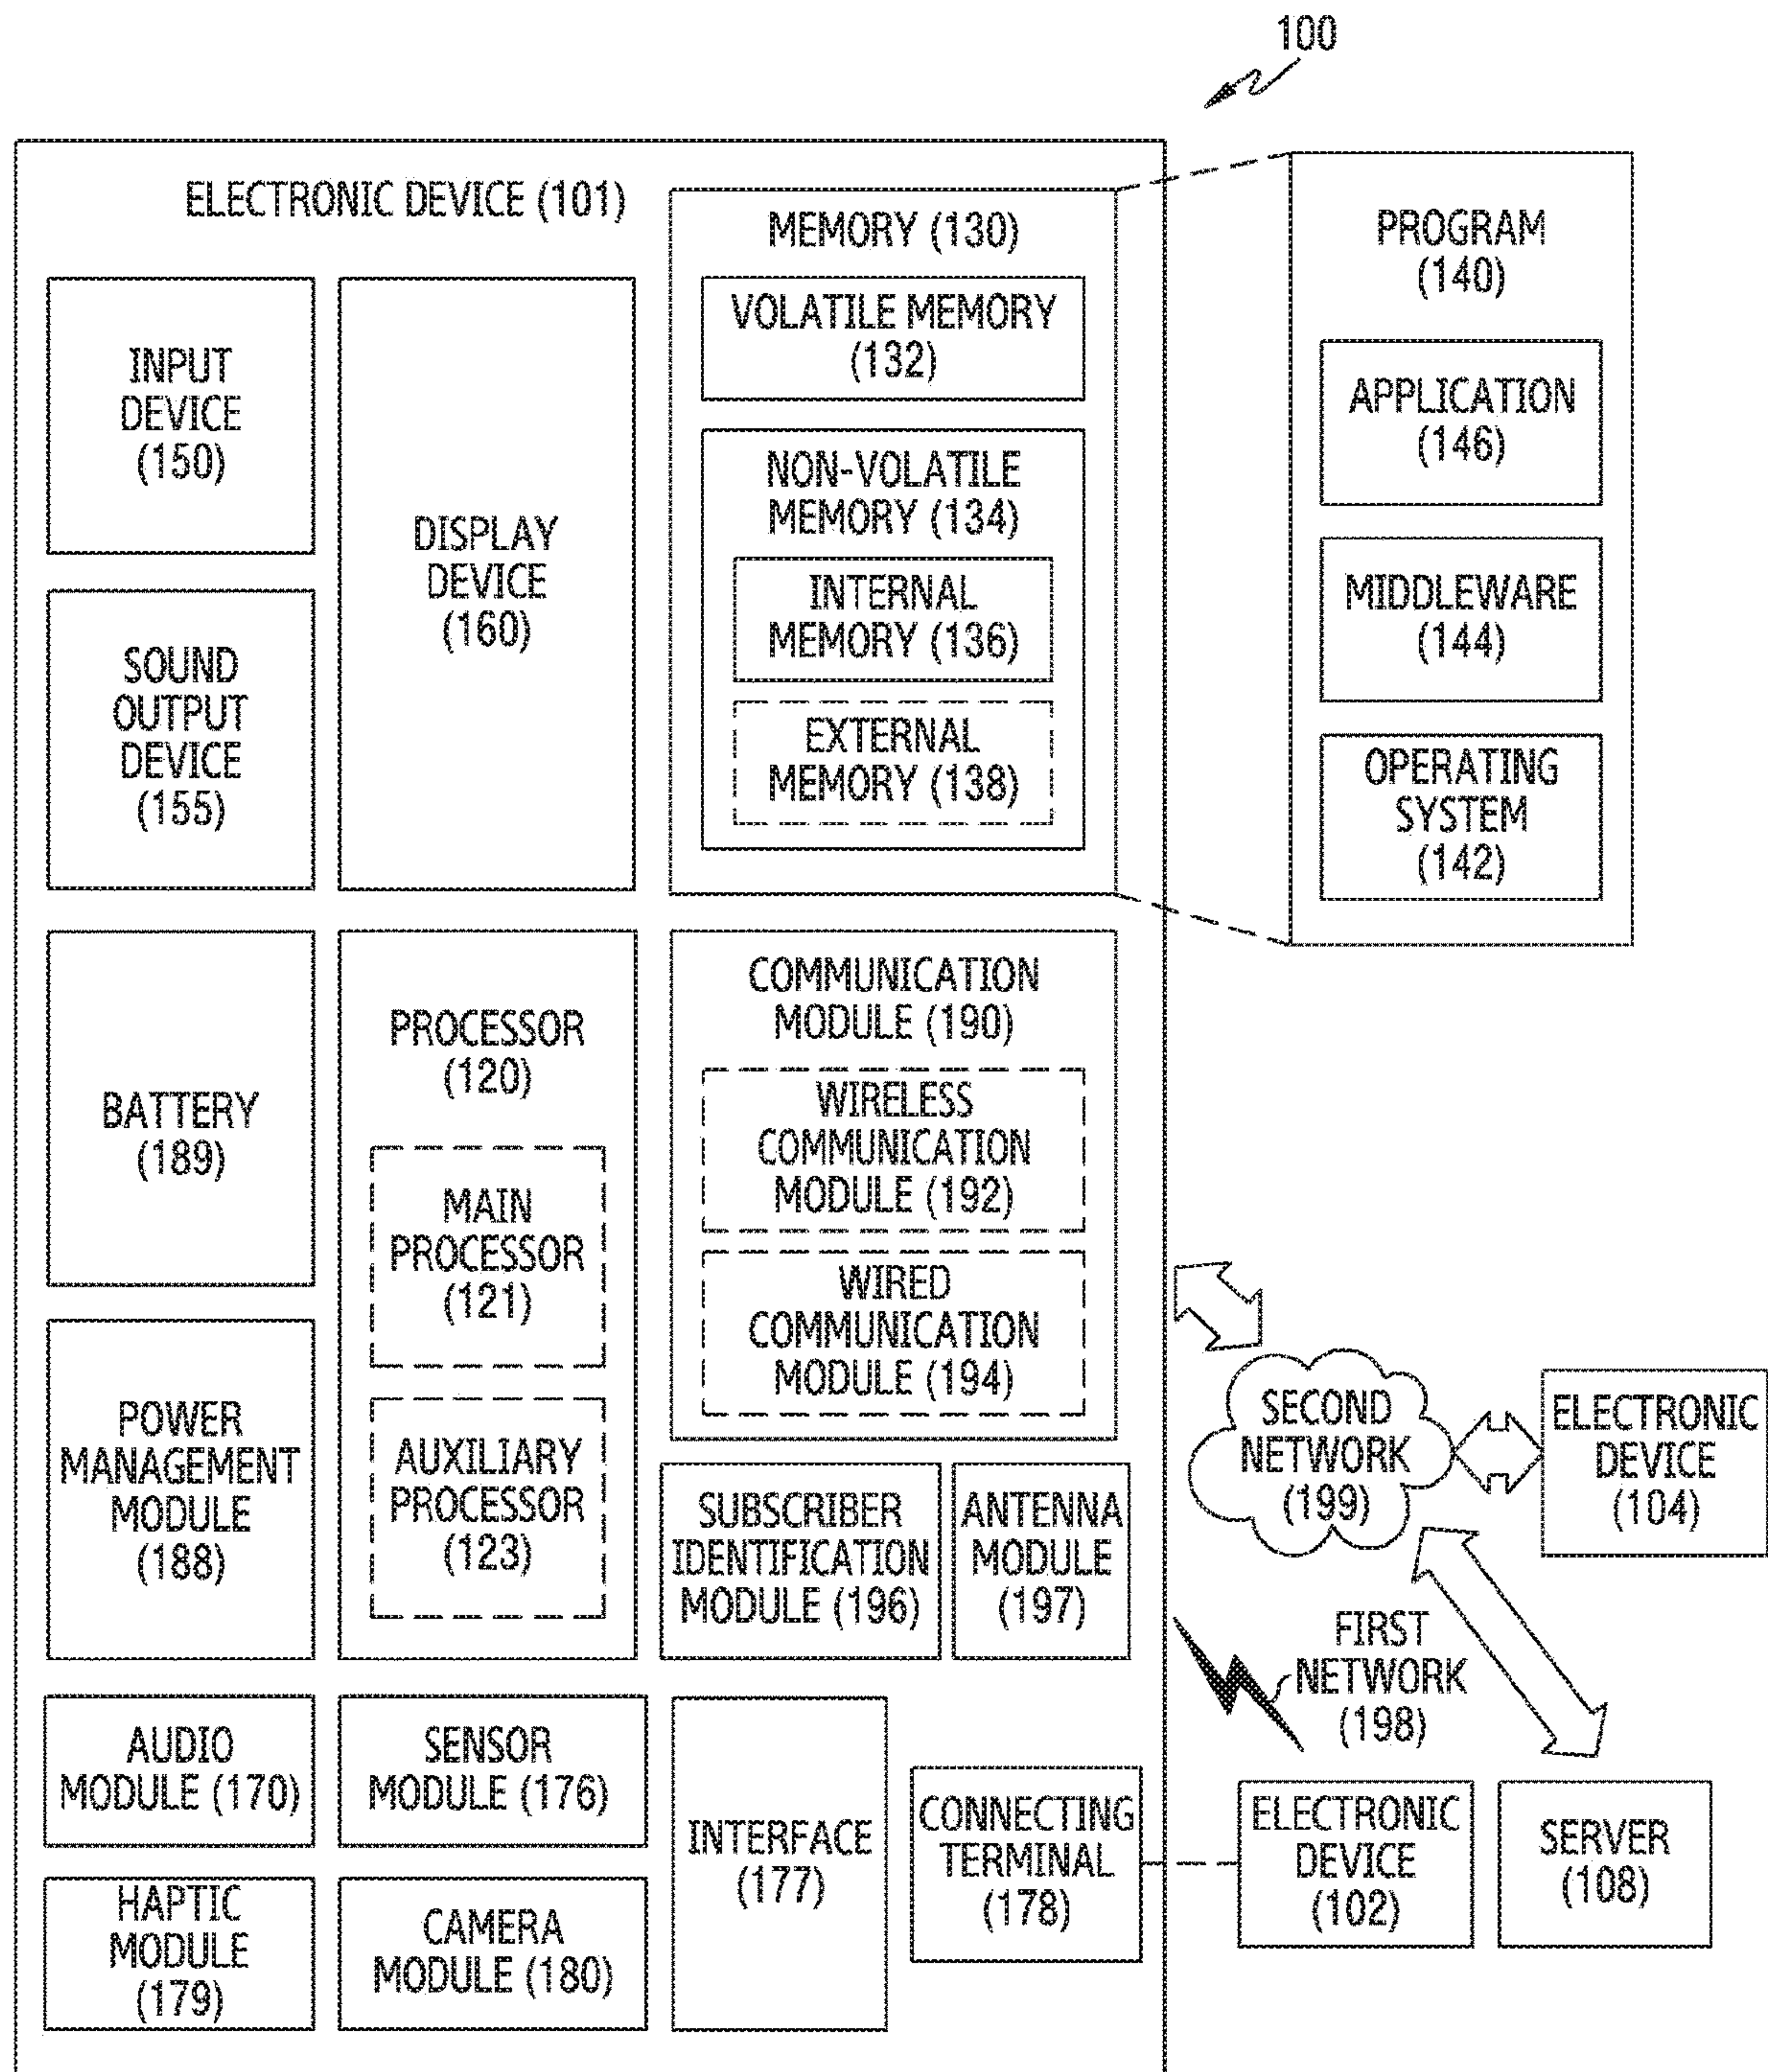 100
ELECTRONIC DEVICE (101)
INPUT
DEVICE
(150)
SOUND
OUTPUT
DEVICE
(155)
DISPLAY
DEVICE
(160)
MEMORY (130)
VOLATILE MEMORY
(132)
NON-VOLATILE
MEMORY (134)
INTERNAL
MEMORY (136)
EXTERNAL
MEMORY (138)
PROGRAM
(140)
APPLICATION
(146)
MIDDLEWARE
(144)
OPERATING
SYSTEM
(142)
BATTERY
(189)
POWER
MANAGEMENT
MODULE
(188)
PROCESSOR
(120)
MAIN
PROCESSOR
(121)
AUXILIARY
PROCESSOR
(123)
COMMUNICATION
MODULE (190)
WIRELESS
COMMUNICATION
MODULE (192)
WIRED
COMMUNICATION
MODULE (194)
SUBSCRIBER
IDENTIFICATION
MODULE (196)
ANTENNA
MODULE
(197)
SECOND
NETWORK
(199)
ELECTRONIC
DEVICE
(104)
FIRST
NETWORK
(198)
AUDIO
MODULE (170)
SENSOR
MODULE (176)
INTERFACE
(177)
CONNECTING
TERMINAL
(178)
ELECTRONIC
DEVICE
(102)
SERVER
(108)
HAPTIC
MODULE
(179)
CAMERA
MODULE (180)